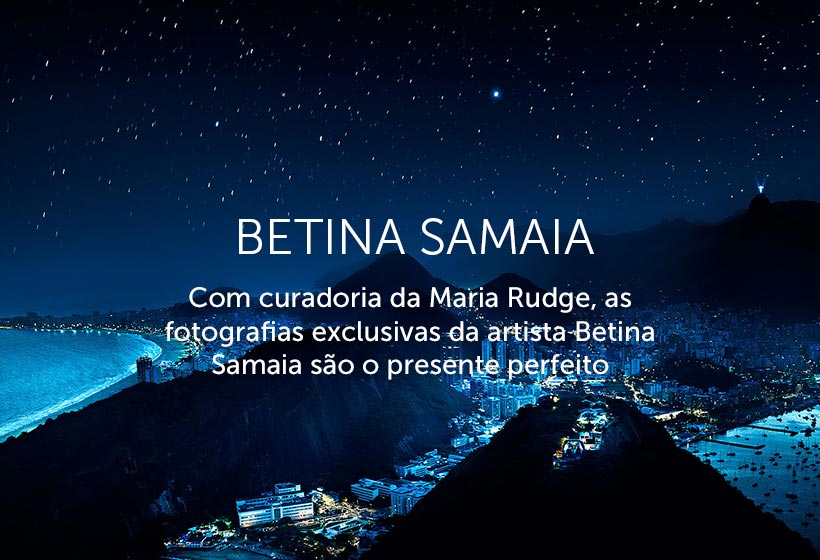 BETINA SAMAIA
Com curadoria da Maria Rudge, as
fotografias exclusivas da artista Betina
Samaia são o presente perfeito